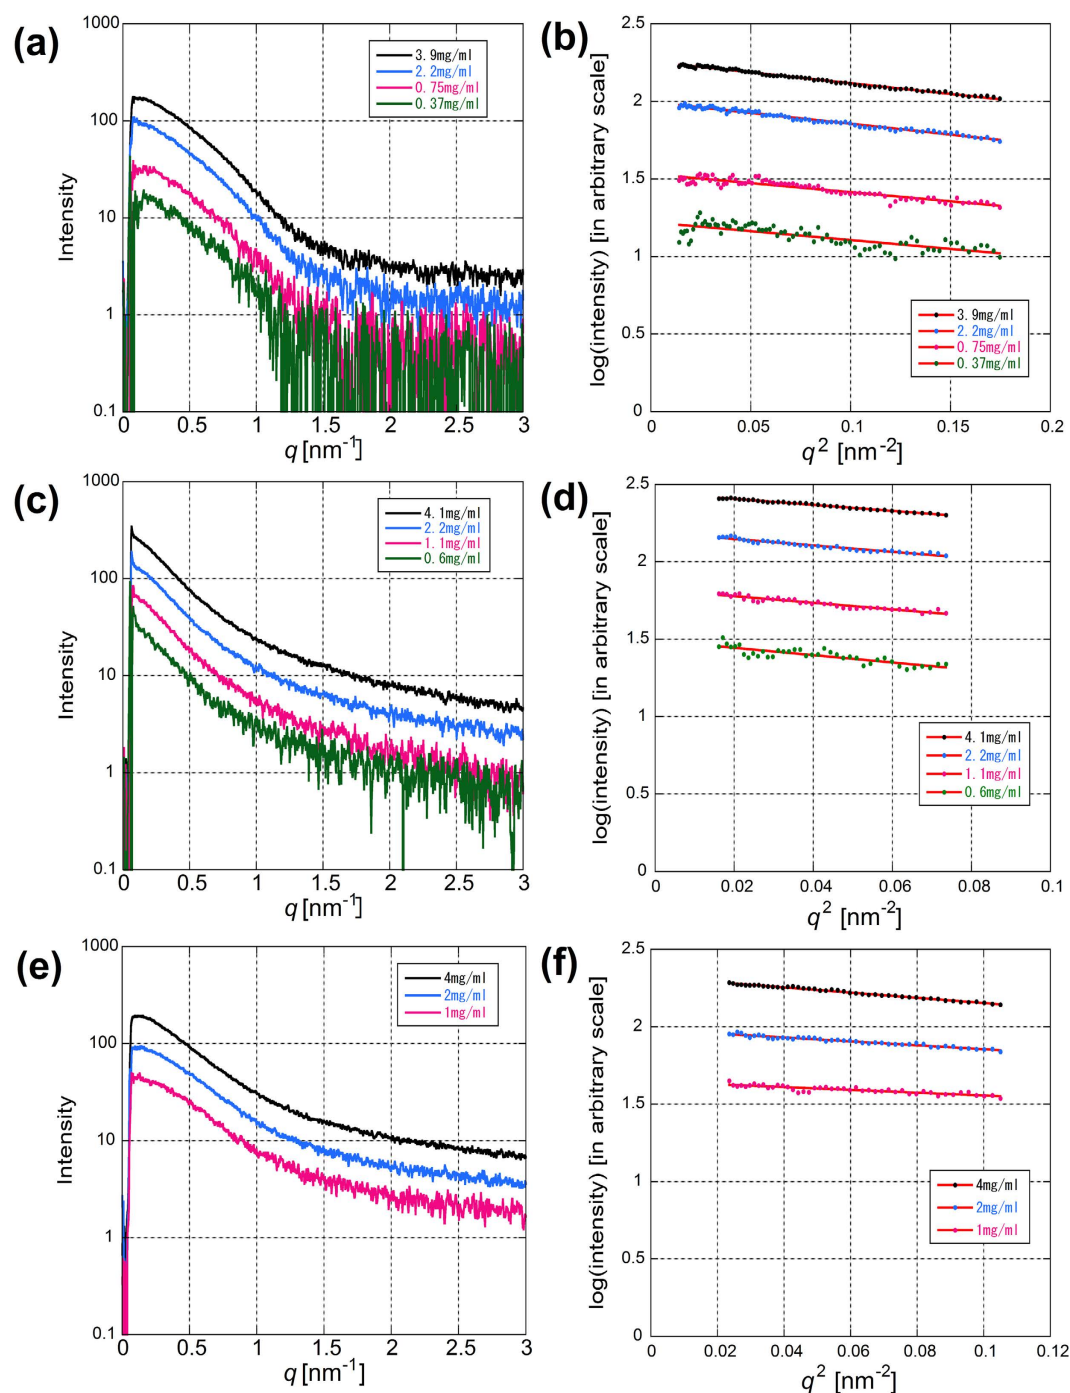 (a)
1000
100
10
1
0.1
Intensity
0
0.5
1
1.5
2
2.5
3
q [nm-1]
3.9mg/ml
2.2mg/ml
0.75mg/ml
0.37mg/ml
(b)
2.5
2
1.5
1
0.5
0
log(intensity) [in arbitrary scale]
0
0.05
0.1
0.15
0.2
q2 [nm-2]
3.9mg/ml
2.2mg/ml
0.75mg/ml
0.37mg/ml
(c)
1000
100
10
1
0.1
Intensity
0
0.5
1
1.5
2
2.5
3
q [nm-1]
4.1mg/ml
2.2mg/ml
1.1mg/ml
0.6mg/ml
(d)
2.5
2
1.5
1
0.5
0
log(intensity) [in arbitrary scale]
0
0.02
0.04
0.06
0.08
0.1
q2 [nm-2]
4.1mg/ml
2.2mg/ml
1.1mg/ml
0.6mg/ml
(e)
1000
100
10
1
0.1
Intensity
0
0.5
1
1.5
2
2.5
3
q [nm-1]
4mg/ml
2mg/ml
1mg/ml
(f)
2.5
2
1.5
1
0.5
0
log(intensity) [in arbitrary scale]
0
0.02
0.04
0.06
0.08
0.1
0.12
q2 [nm-2]
4mg/ml
2mg/ml
1mg/ml